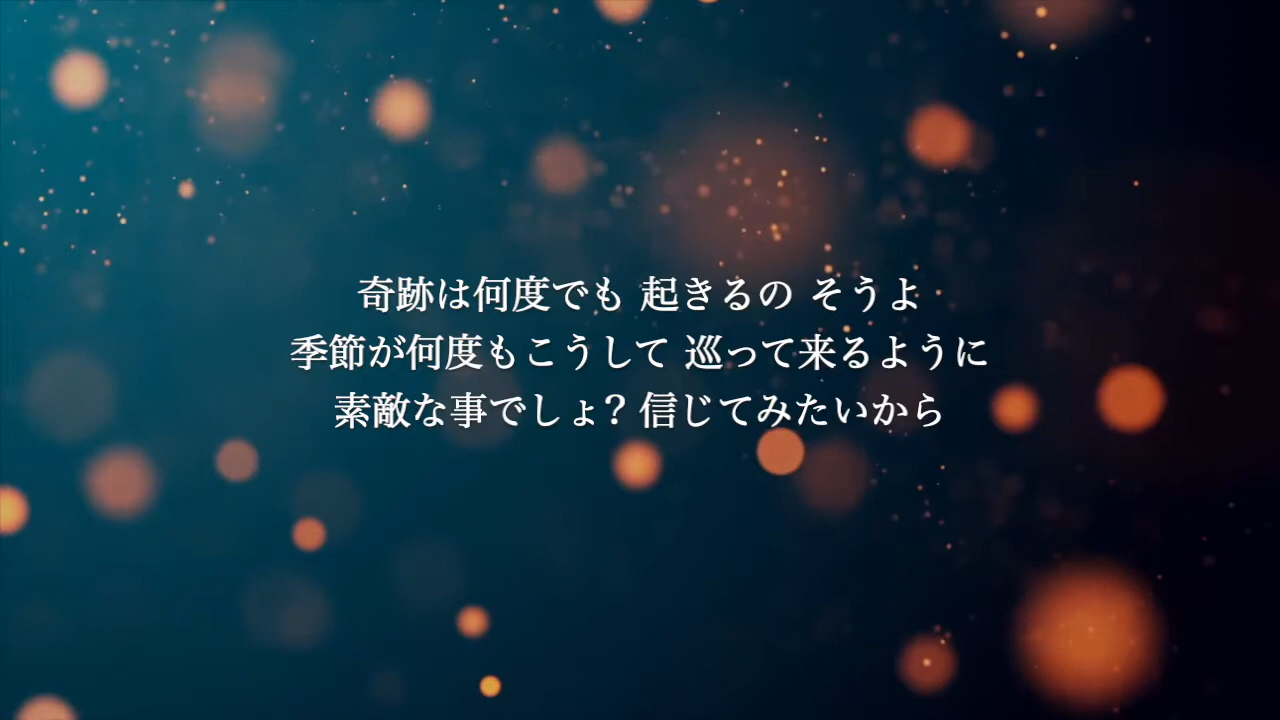 奇跡は何度でも 起きるの そうよ
季節が何度もこうして 巡って来るように
素敵な事でしょ？信じてみたいから